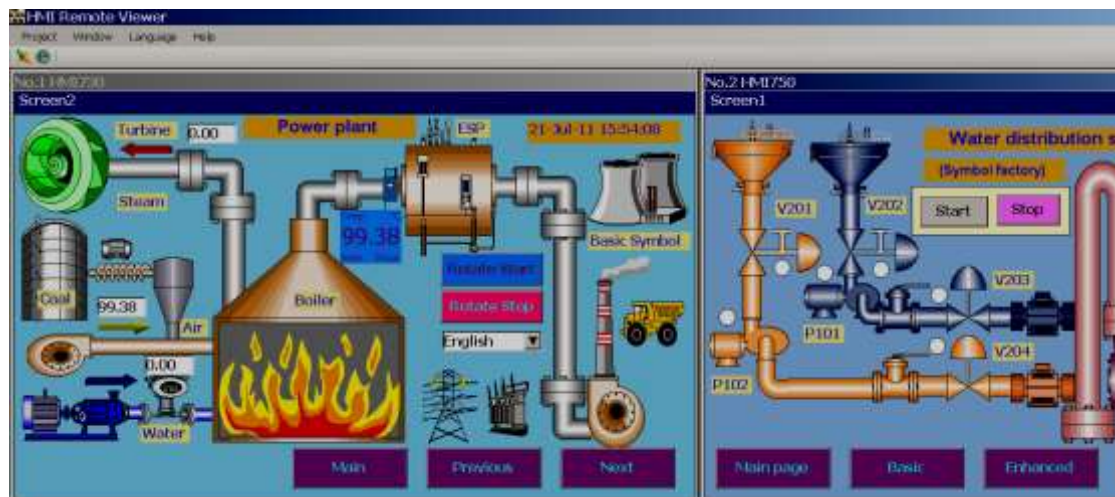 HMI Remote Viewer
Project Window Language Help
No.1 HMI730
Screen2
Turbine
0.00
Power plant
ESP
21-Jul-11 15:54:08
Steam
99.38
Basic Symbol
Coal
Rotate Start
Boiler
99.38
Rotate Stop
Air
English
0.00
Water
Main
Previous
Next
No.2 HMI750
Screen1
Water distribution s
(Symbol factory)
V201
V202
Start
Stop
V203
P101
V204
P102
Main page
Basic
Enhanced